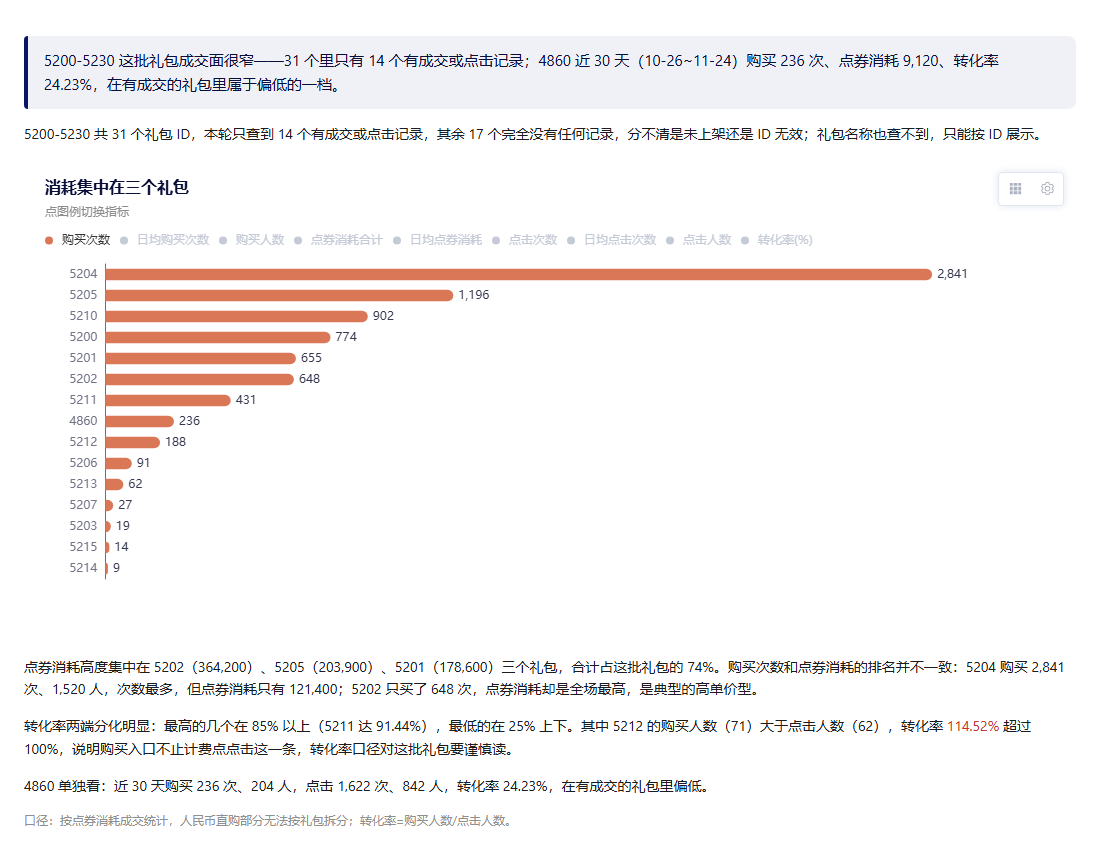 5200-5230 这批礼包成交面很窄——31 个里只有 14 个有成交或点击记录；4860 近 30 天（10-26~11-24）购买 236 次、点券消耗 9,120、转化率
24.23%，在有成交的礼包里属于偏低的一档。
5200-5230 共 31 个礼包 ID，本轮只查到 14 个有成交或点击记录，其余 17 个完全没有任何记录，分不清是未上架还是 ID 无效；礼包名称也查不到，只能按 ID 展示。
消耗集中在三个礼包
点图例切换指标
购买次数 日均购买次数 购买人数 点券消耗合计 日均点券消耗 点击次数 日均点击次数 点击人数 转化率(%)
5204 2,841
5205 1,196
5210 902
5200 774
5201 655
5202 648
5211 431
4860 236
5212 188
5206 91
5213 62
5207 27
5203 19
5215 14
5214 9
点券消耗高度集中在 5202（364,200）、5205（203,900）、5201（178,600）三个礼包，合计占这批礼包的 74%。购买次数和点券消耗的排名并不一致：5204 购买 2,841
次、1,520 人，次数最多，但点券消耗只有 121,400；5202 只买了 648 次，点券消耗却是全场最高，是典型的高单价型。
转化率两端分化明显：最高的几个在 85% 以上（5211 达 91.44%），最低的在 25% 上下。其中 5212 的购买人数（71）大于点击人数（62），转化率 114.52% 超过
100%，说明购买入口不止计费点点击这一条，转化率口径对这批礼包要谨慎读。
4860 单独看：近 30 天购买 236 次、204 人，点击 1,622 次、842 人，转化率 24.23%，在有成交的礼包里偏低。
口径：按点券消耗成交统计，人民币直购部分无法按礼包拆分；转化率=购买人数/点击人数。